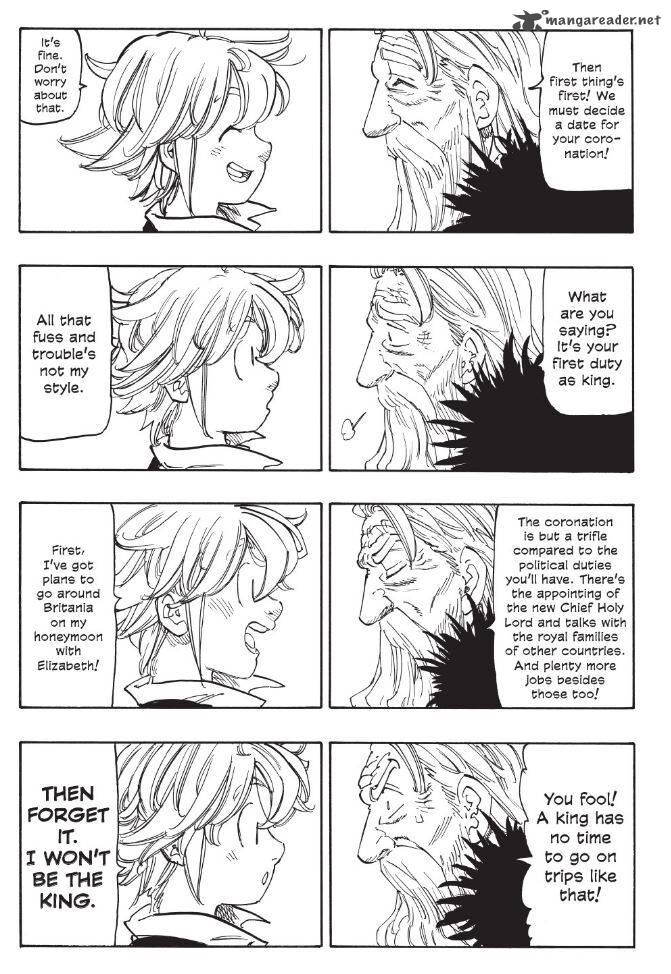 mangareader.net
Then
first thing's
first! We
must decide
a date for
your coro-
nation!
It's
fine.
Don't
worry
about
that.
What
are you
saying?
It's your
first duty
as king.
All that
fuss and
trouble's
not my
style.
The coronation
is but a trifle
compared to the
political duties
you'll have. There's
the appointing of
the new Chief Holy
Lord and talks with
the royal families
of other countries.
And plenty more
jobs besides
those too!
First,
I've got
plans to
go around
Britania
on my
honeymoon
with
Elizabeth!
You fool!
A king has
no time
to go on
trips like
that!
THEN
FORGET
IT.
I WON'T
BE THE
KING.